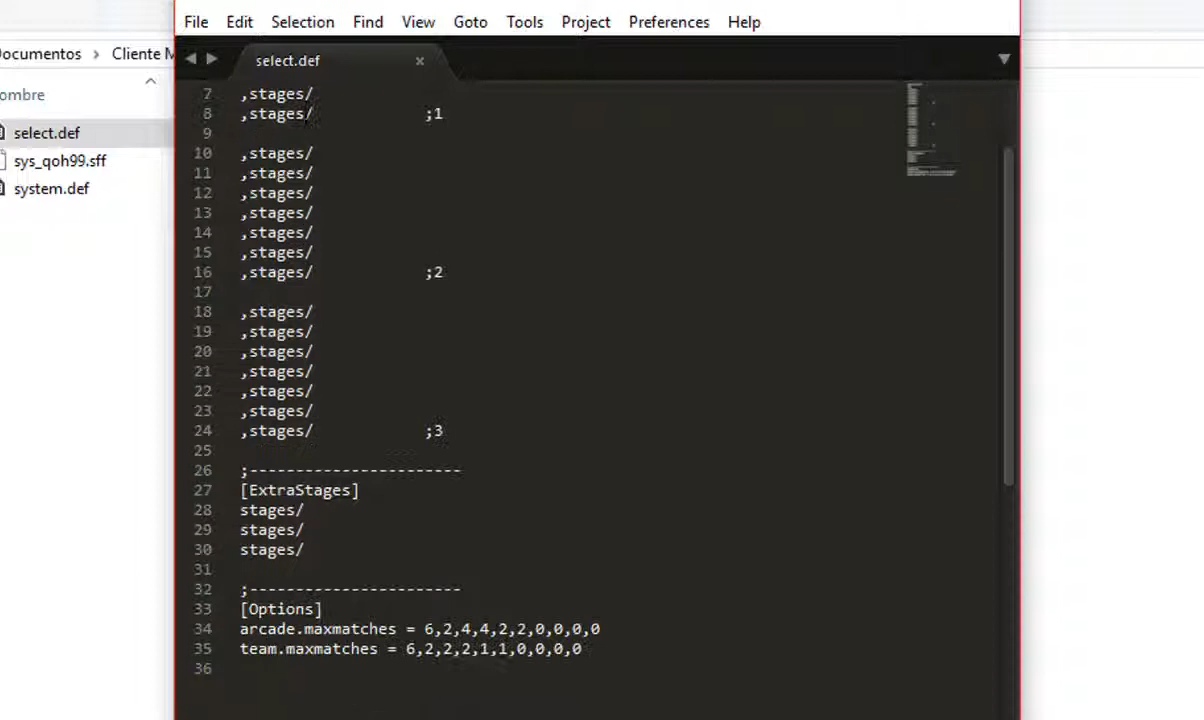 File Edit Selection Find View Goto Tools Project Preferences Help
ocumentos > Cliente M
select.def x
ombre
select.def
sys_qoh99.sff
system.def
7 ,stages/
8 ,stages/ ;1
9
10 ,stages/
11 ,stages/
12 ,stages/
13 ,stages/
14 ,stages/
15 ,stages/
16 ,stages/ ;2
17
18 ,stages/
19 ,stages/
20 ,stages/
21 ,stages/
22 ,stages/
23 ,stages/
24 ,stages/ ;3
25
26 ;-----------------------
27 [ExtraStages]
28 stages/
29 stages/
30 stages/
31
32 ;-----------------------
33 [Options]
34 arcade.maxmatches = 6,2,4,4,2,2,0,0,0,0
35 team.maxmatches = 6,2,2,2,1,1,0,0,0,0
36